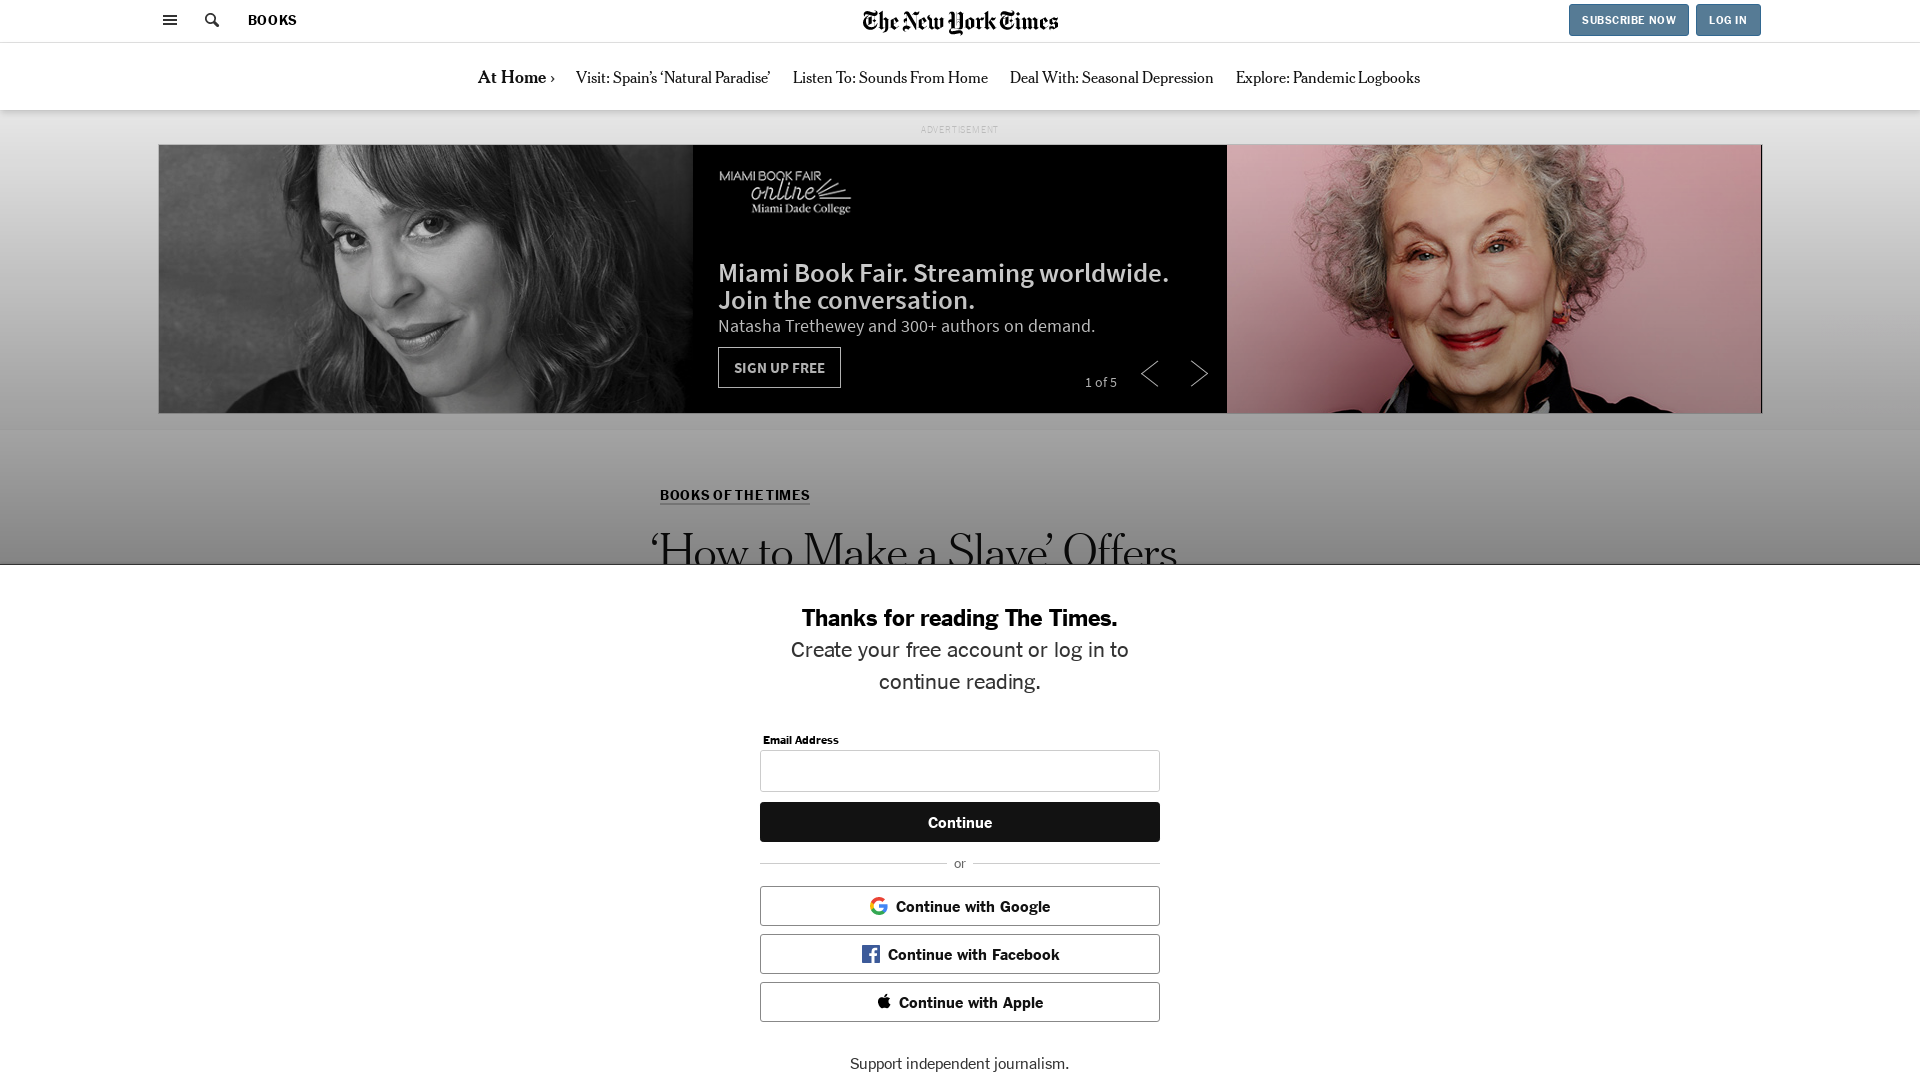 BOOKS
The New York Times
SUBSCRIBE NOW
LOG IN
At Home ›
Visit: Spain’s ‘Natural Paradise’
Listen To: Sounds From Home
Deal With: Seasonal Depression
Explore: Pandemic Logbooks
ADVERTISEMENT
MIAMI BOOK FAIR
online
Miami Dade College
Miami Book Fair. Streaming worldwide.
Join the conversation.
Natasha Trethewey and 300+ authors on demand.
SIGN UP FREE
1 of 5
BOOKS OF THE TIMES
‘How to Make a Slave’ Offers
Thanks for reading The Times.
Create your free account or log in to
continue reading.
Email Address
Continue
or
Continue with Google
Continue with Facebook
Continue with Apple
Support independent journalism.